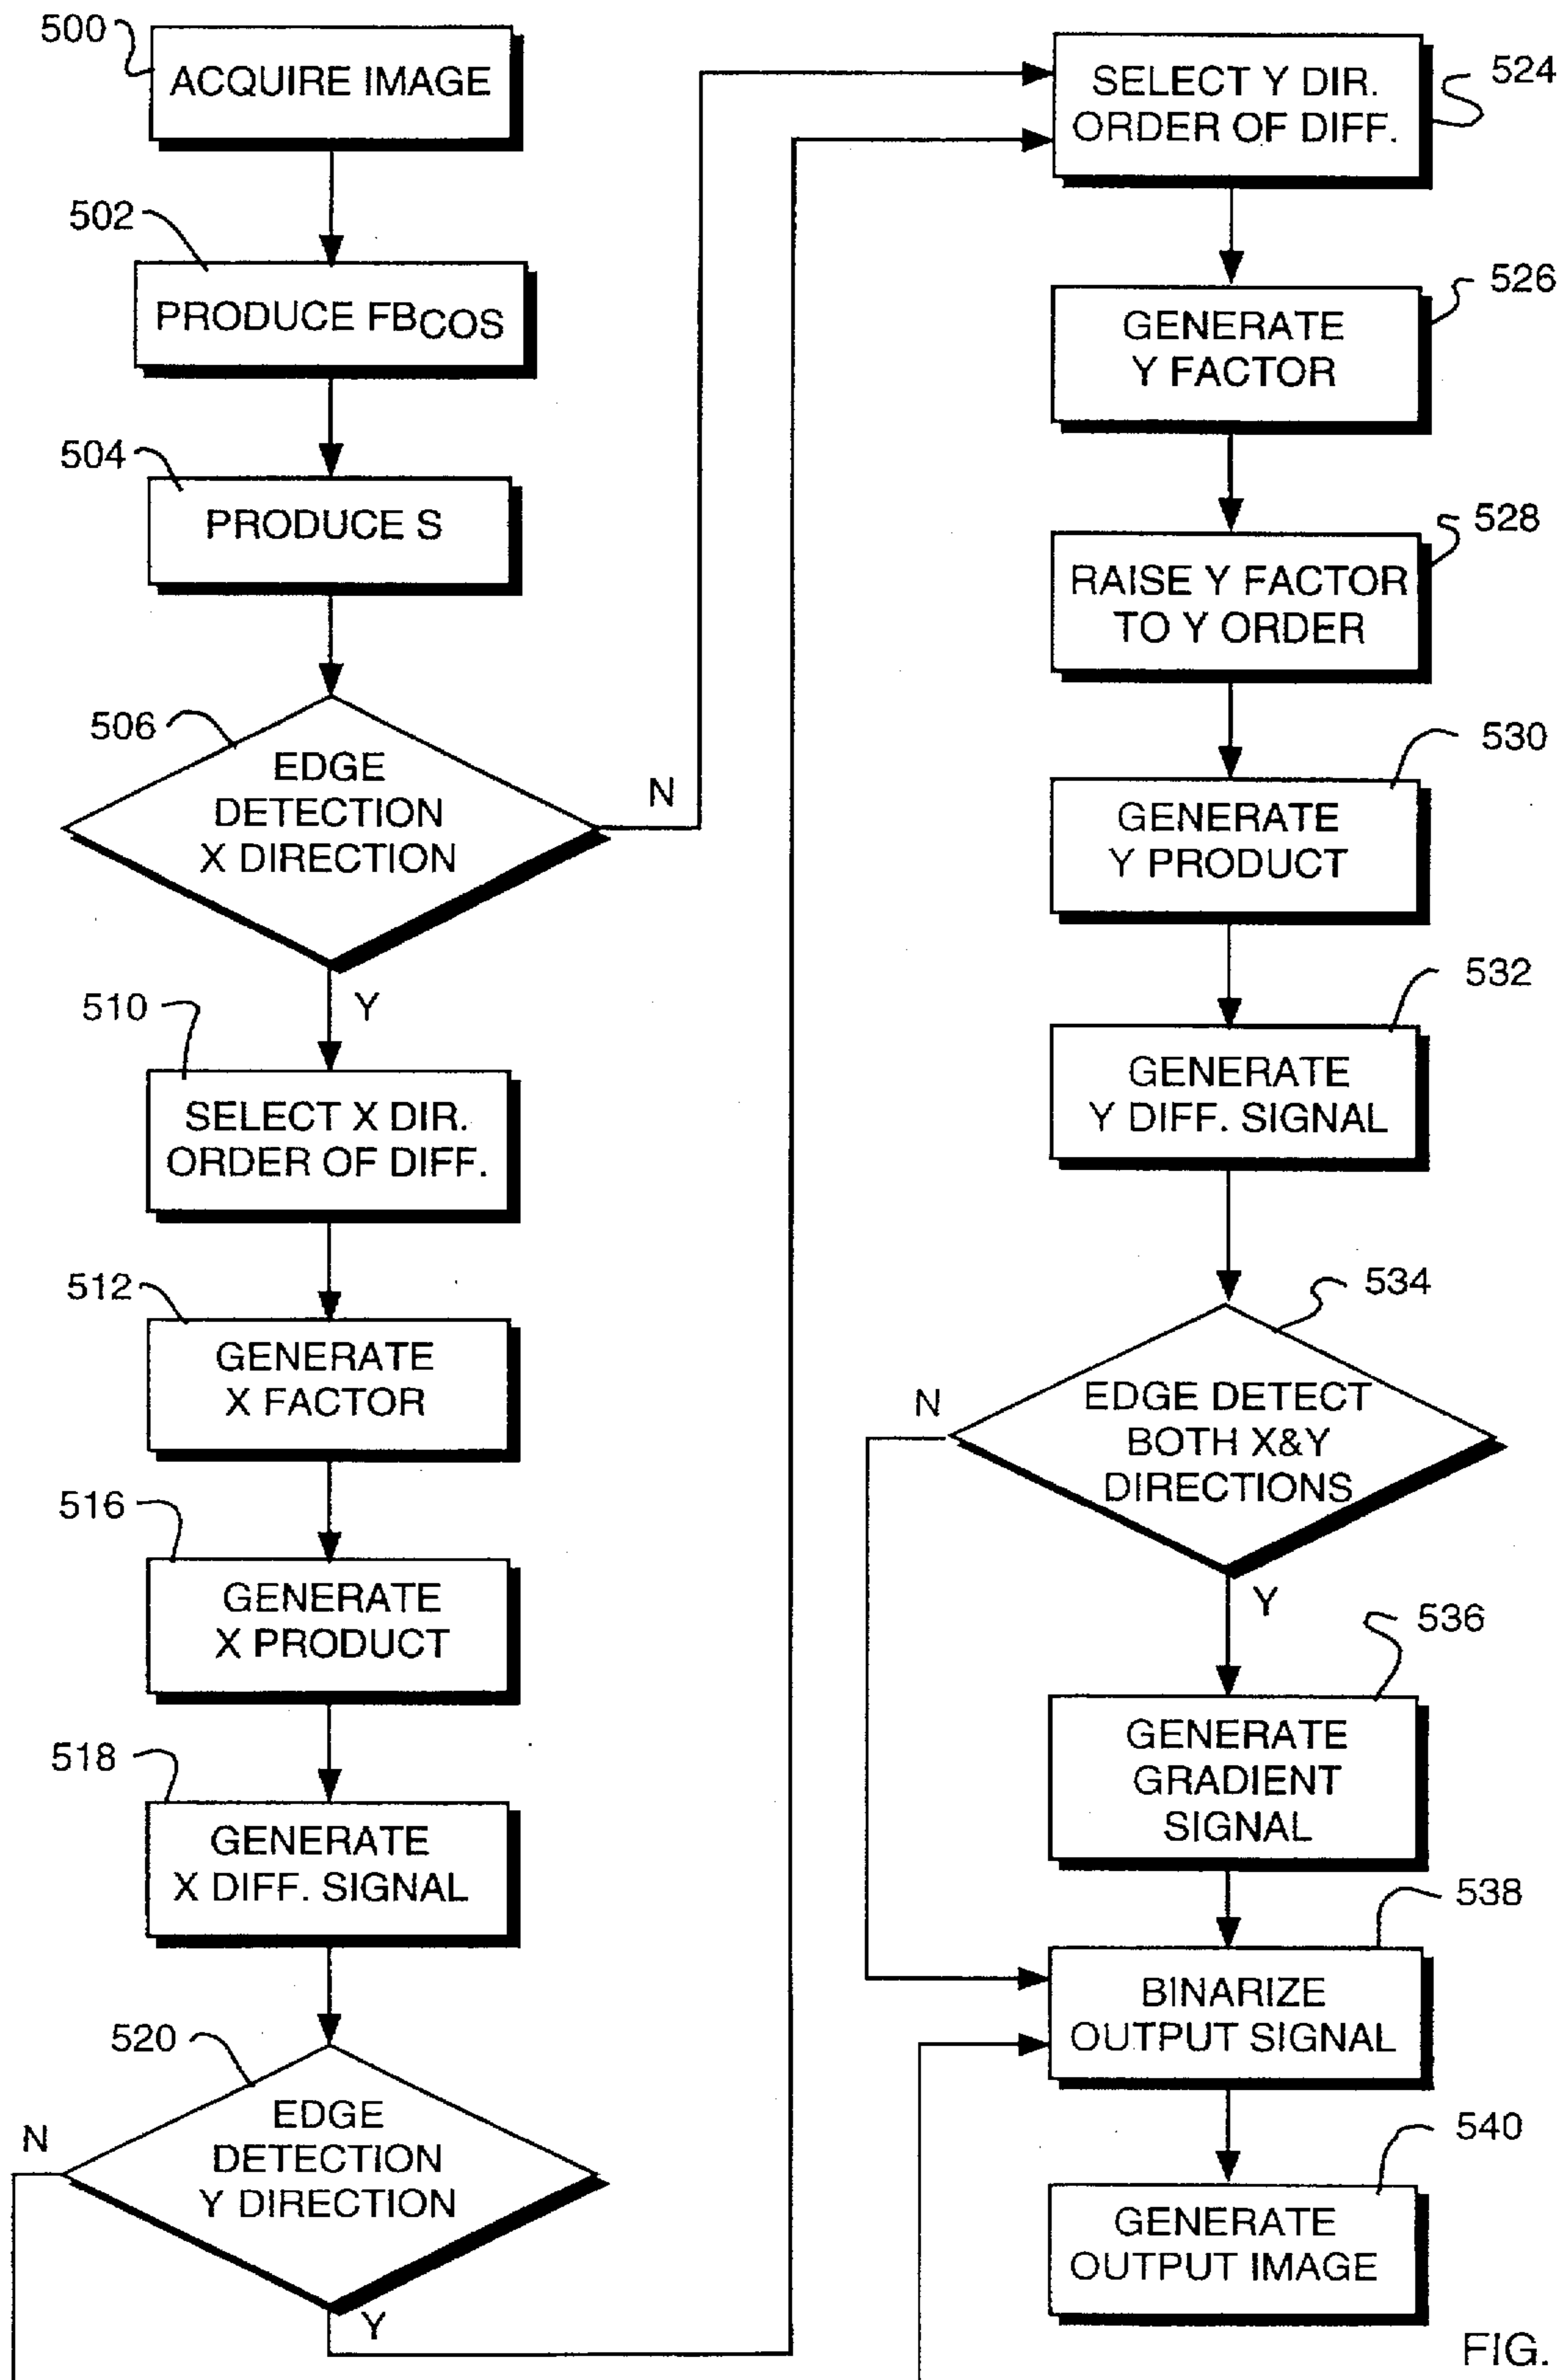 500
ACQUIRE IMAGE
502
PRODUCE FBCOS
504
PRODUCE S
506
EDGE
DETECTION
X DIRECTION
N
Y
510
SELECT X DIR.
ORDER OF DIFF.
512
GENERATE
X FACTOR
516
GENERATE
X PRODUCT
518
GENERATE
X DIFF. SIGNAL
520
EDGE
DETECTION
Y DIRECTION
N
Y
524
SELECT Y DIR.
ORDER OF DIFF.
526
GENERATE
Y FACTOR
528
RAISE Y FACTOR
TO Y ORDER
530
GENERATE
Y PRODUCT
532
GENERATE
Y DIFF. SIGNAL
534
EDGE DETECT
BOTH X&Y
DIRECTIONS
N
Y
536
GENERATE
GRADIENT
SIGNAL
538
BINARIZE
OUTPUT SIGNAL
540
GENERATE
OUTPUT IMAGE
FIG.